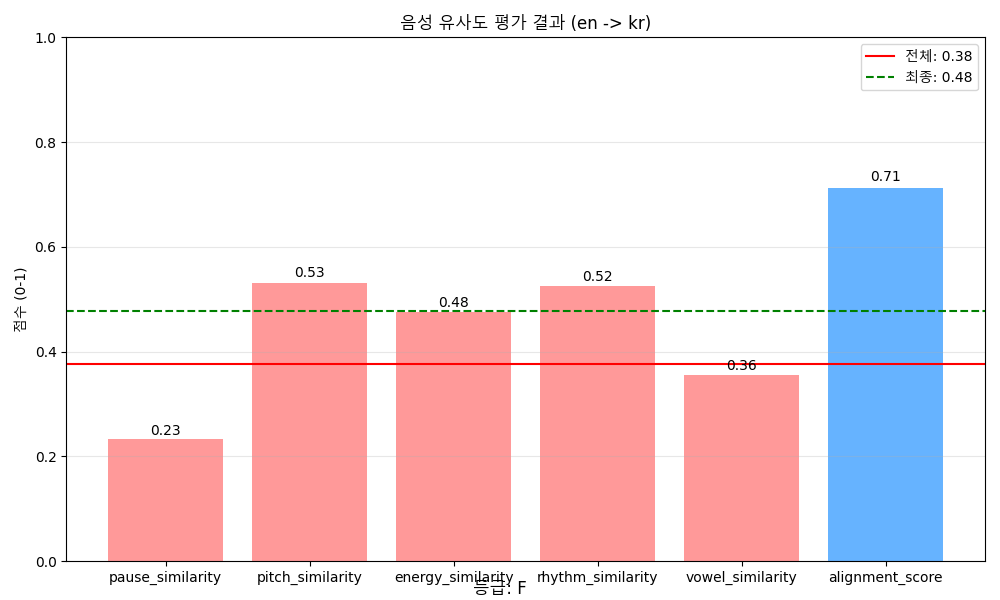 음성 유사도 평가 결과 (en -> kr)
전체: 0.38
최종: 0.48
점수 (0-1)
1.0
0.8
0.6
0.4
0.2
0.0
0.23
0.53
0.48
0.52
0.36
0.71
pause_similarity pitch_similarity energy_similarity rhythm_similarity vowel_similarity alignment_score
등급: F